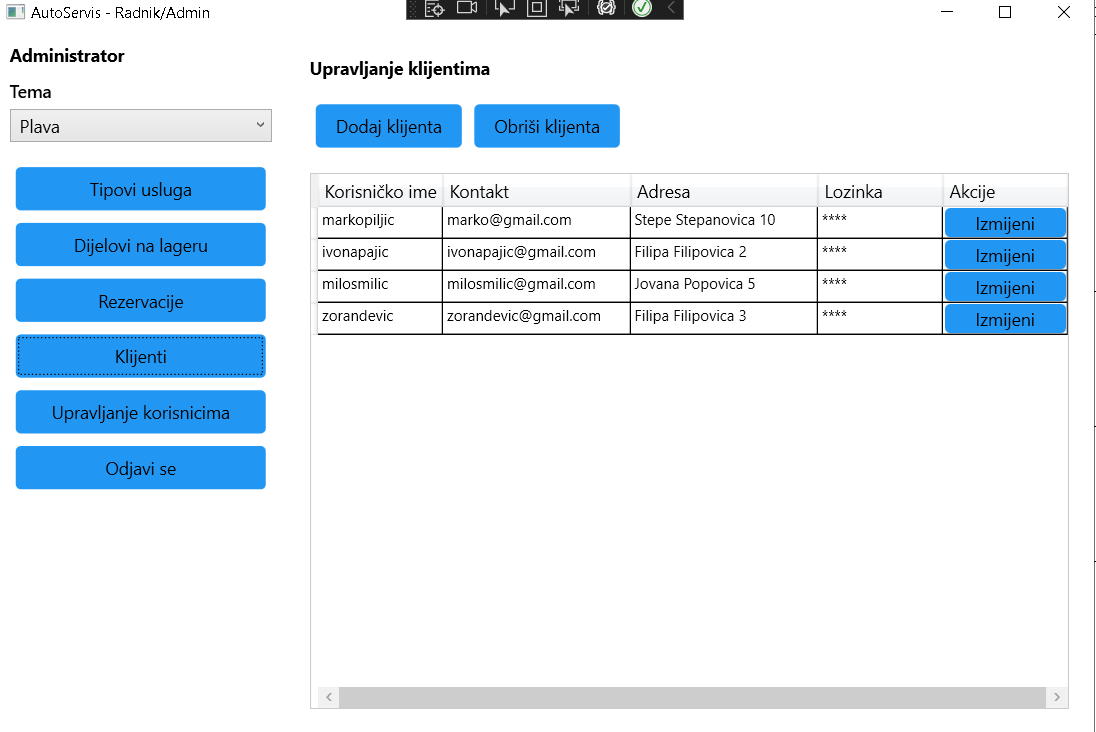 AutoServis - Radnik/Admin
Administrator
Tema
Plava
Tipovi usluga
Dijelovi na lageru
Rezervacije
Klijenti
Upravljanje korisnicima
Odjavi se
Upravljanje klijentima
Dodaj klijenta Obriši klijenta
Korisničko ime Kontakt Adresa Lozinka Akcije
markopiljic marko@gmail.com Stepe Stepanovica 10 **** Izmijeni
ivonapajic ivonapajic@gmail.com Filipa Filipovica 2 **** Izmijeni
milosmilic milosmilic@gmail.com Jovana Popovica 5 **** Izmijeni
zorandevic zorandevic@gmail.com Filipa Filipovica 3 **** Izmijeni